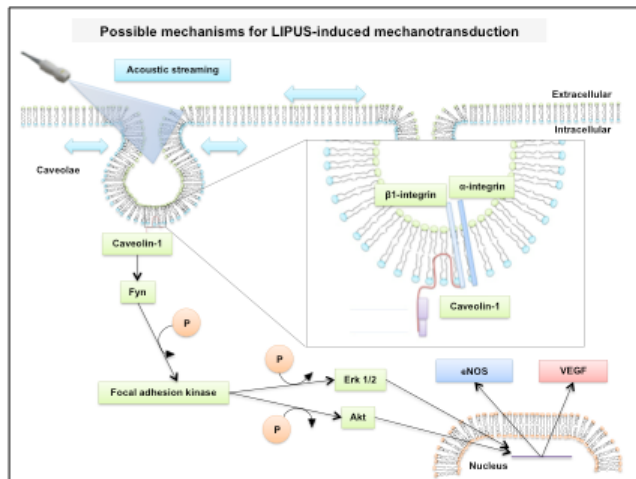 Possible mechanisms for LIPUS-induced mechanotransduction
Acoustic streaming
Extracellular
Intracellular
Caveolae
β1-integrin
α-integrin
Caveolin-1
Caveolin-1
Fyn
P
Focal adhesion kinase
P
Erk 1/2
P
Akt
eNOS
VEGF
Nucleus